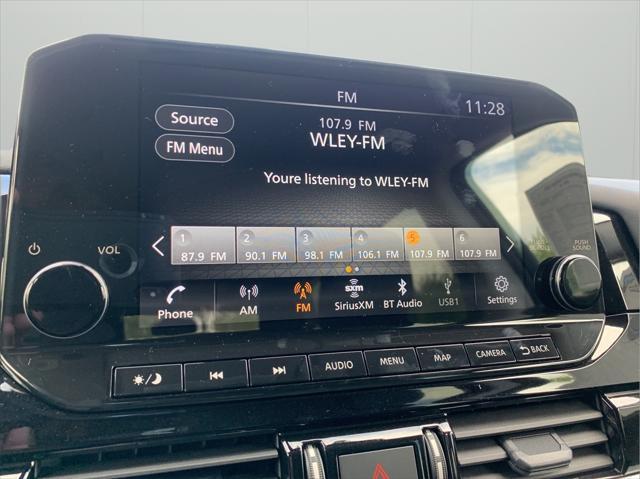 FM
11:28
Source
107.9 FM
WLEY-FM
FM Menu
Youre listening to WLEY-FM
1 2 3 4 5 6
87.9 FM 90.1 FM 98.1 FM 106.1 FM 107.9 FM 107.9 FM
VOL
PUSH SOUND
sxm
Phone AM FM SiriusXM BT Audio USB1 Settings
AUDIO MENU MAP CAMERA BACK